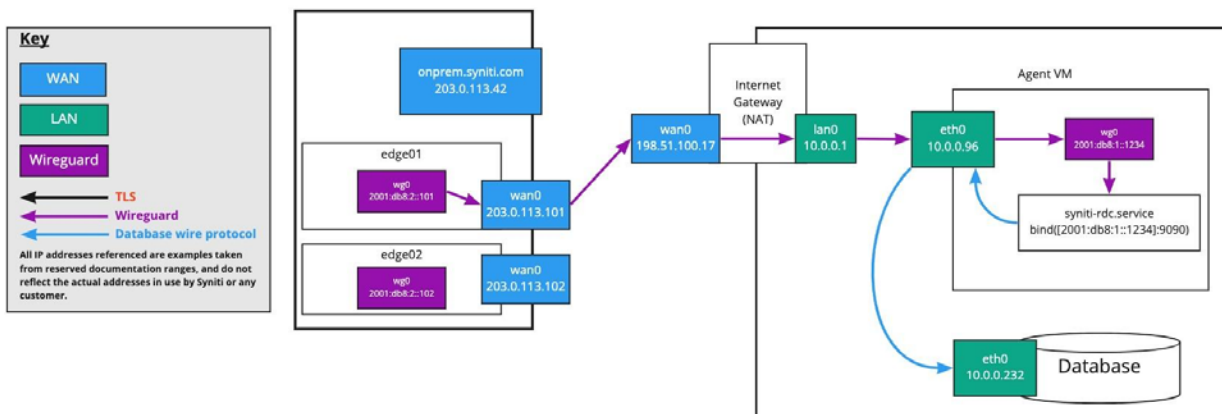 Key
WAN
LAN
Wireguard
TLS
Wireguard
Database wire protocol
All IP addresses referenced are examples taken
from reserved documentation ranges, and do not
reflect the actual addresses in use by Syniti or any
customer.
onprem.syniti.com
203.0.113.42
edge01
wg0
2001:db8:2::101
wan0
203.0.113.101
edge02
wg0
2001:db8:2::102
wan0
203.0.113.102
wan0
198.51.100.17
Internet
Gateway
(NAT)
lan0
10.0.0.1
Agent VM
eth0
10.0.0.96
wg0
2001:db8:1::1234
syniti-rdc.service
bind([2001:db8:1::1234]:9090)
eth0
10.0.0.232
Database